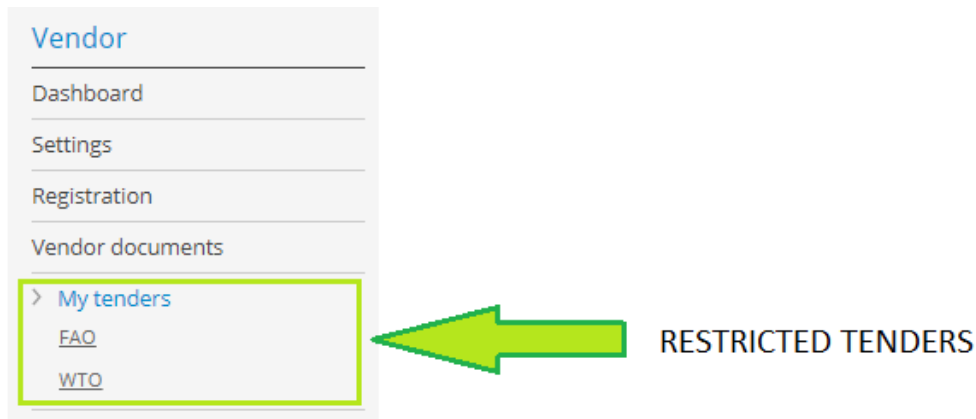 Vendor
Dashboard
Settings
Registration
Vendor documents
My tenders
FAO
WTO
RESTRICTED TENDERS